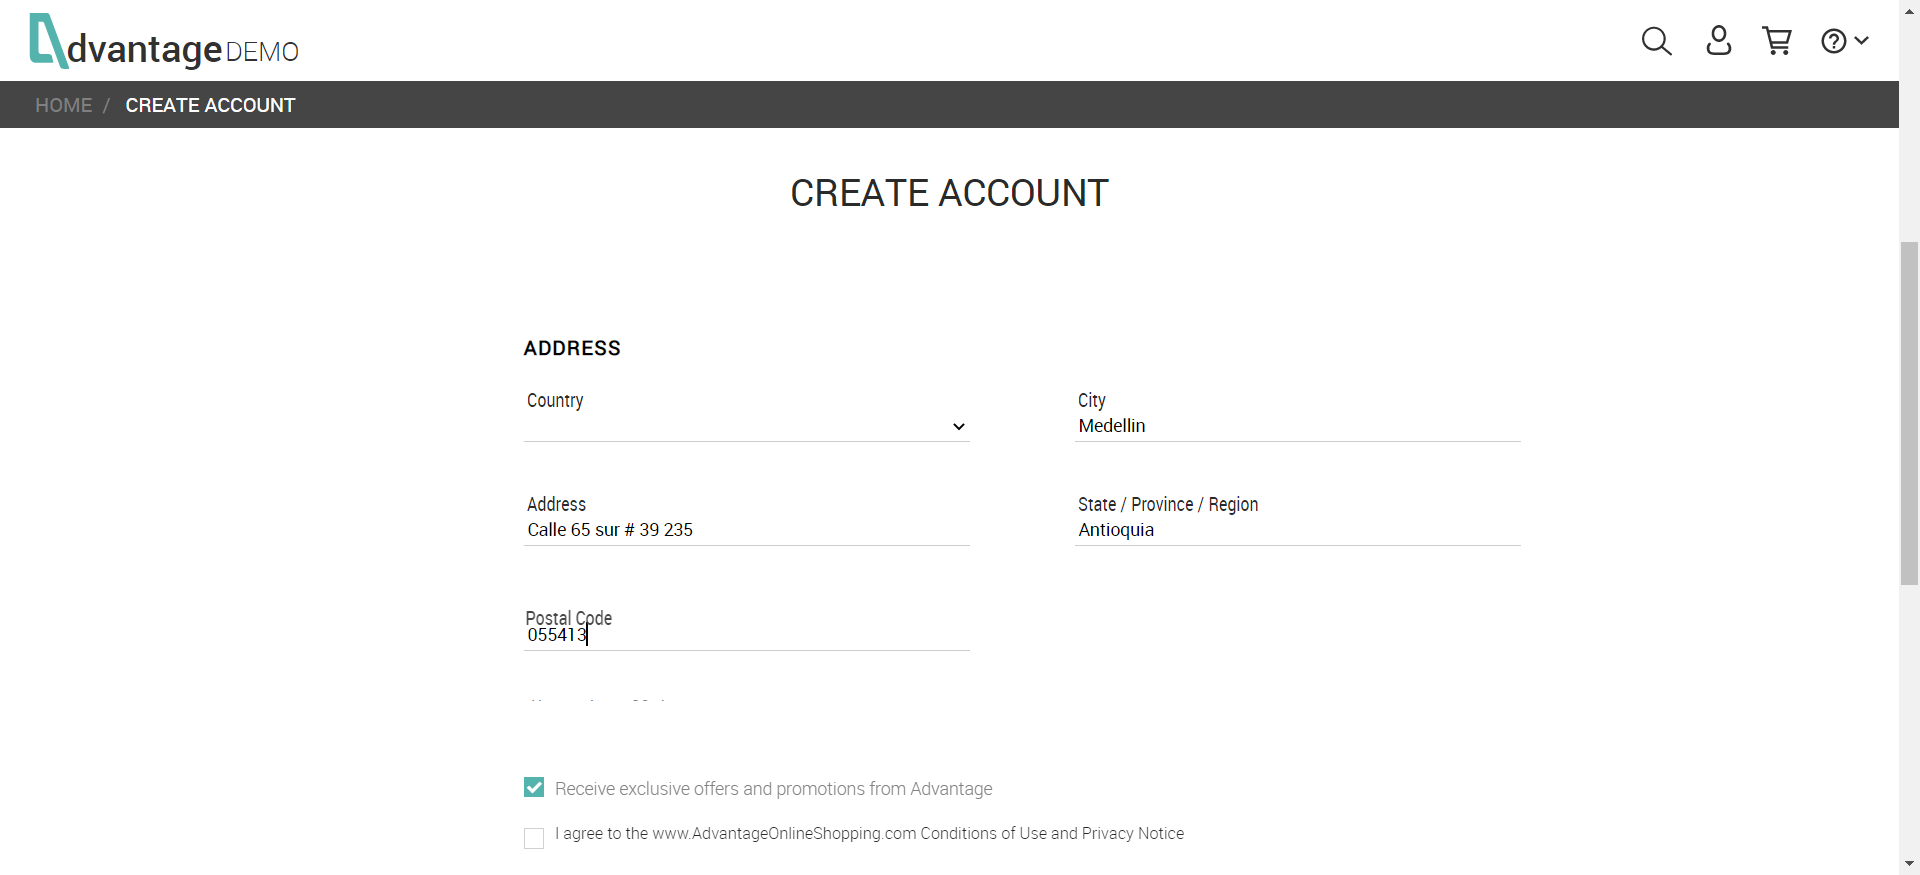 dvantage DEMO
HOME / CREATE ACCOUNT
CREATE ACCOUNT
ADDRESS
Country
City
Medellin
Address
Calle 65 sur # 39 235
State / Province / Region
Antioquia
Postal Code
055413
Receive exclusive offers and promotions from Advantage
I agree to the www.AdvantageOnlineShopping.com Conditions of Use and Privacy Notice